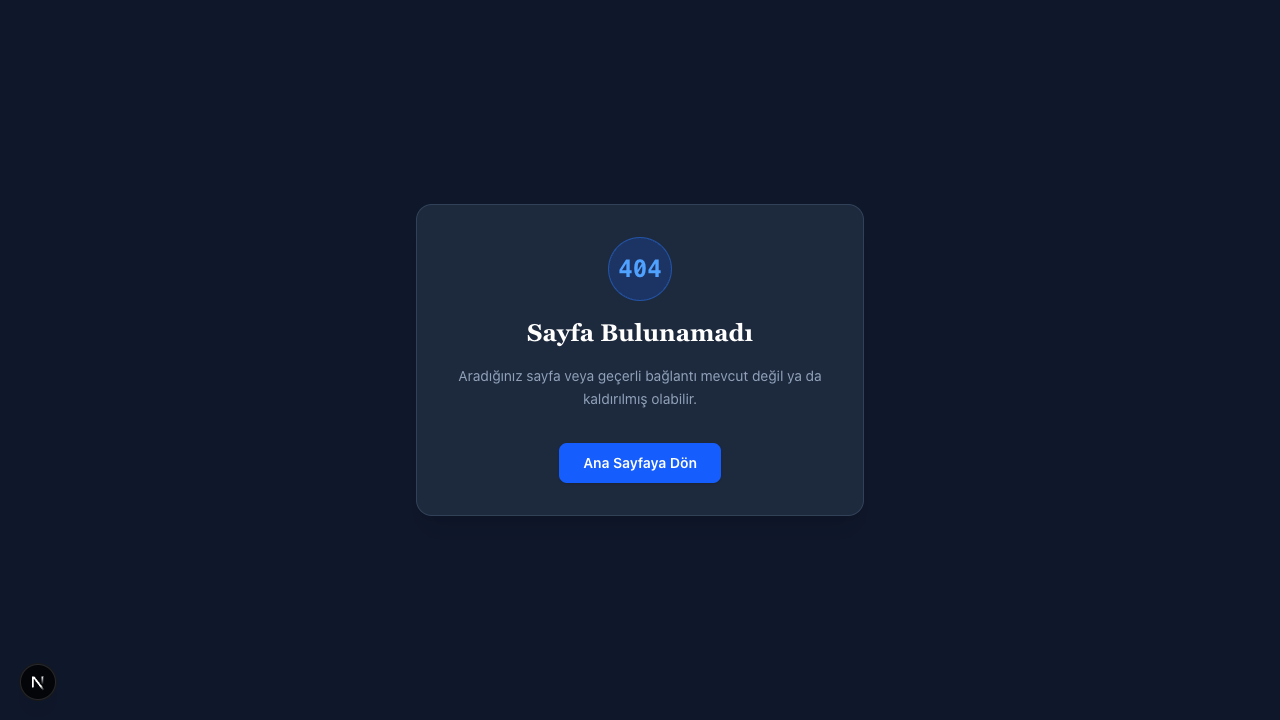 404
Sayfa Bulunamadı
Aradığınız sayfa veya geçerli bağlantı mevcut değil ya da
kaldırılmış olabilir.
Ana Sayfaya Dön
N